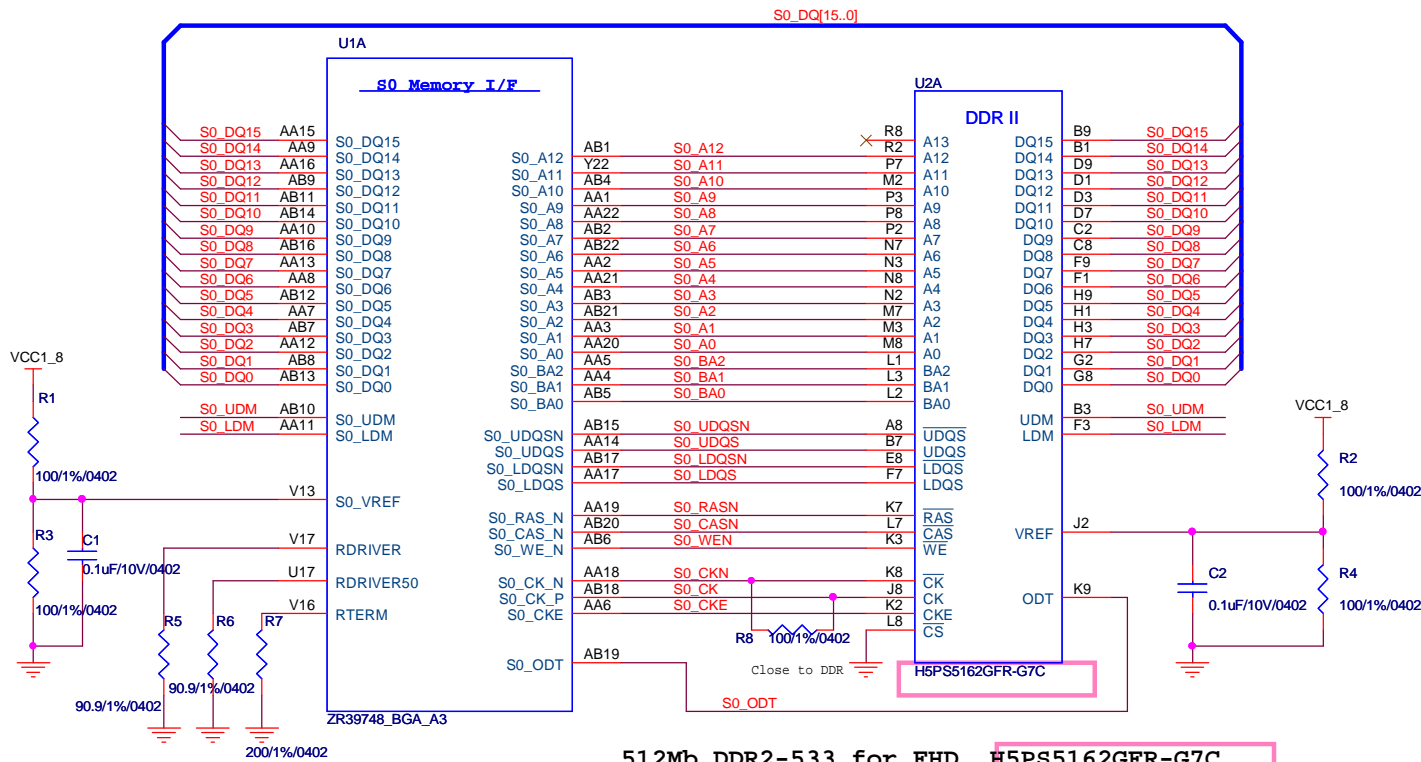 S0_DQ[15..0]
U1A
S0 Memory I/F
U2A
DDR II
S0_DQ15 AA15 S0_DQ15
S0_DQ14 AA9 S0_DQ14
S0_DQ13 AA16 S0_DQ13
S0_DQ12 AB9 S0_DQ12
S0_DQ11 AB11 S0_DQ11
S0_DQ10 AB14 S0_DQ10
S0_DQ9 AA10 S0_DQ9
S0_DQ8 AB16 S0_DQ8
S0_DQ7 AA13 S0_DQ7
S0_DQ6 AA8 S0_DQ6
S0_DQ5 AB12 S0_DQ5
S0_DQ4 AA7 S0_DQ4
S0_DQ3 AB7 S0_DQ3
S0_DQ2 AA12 S0_DQ2
S0_DQ1 AB8 S0_DQ1
S0_DQ0 AB13 S0_DQ0
S0_UDM AB10 S0_UDM
S0_LDM AA11 S0_LDM
V13 S0_VREF
V17 RDRIVER
U17 RDRIVER50
V16 RTERM
R8 A13
S0_A12 AB1 S0_A12 R2 A12
S0_A11 Y22 S0_A11 P7 A11
S0_A10 AB4 S0_A10 M2 A10
S0_A9 AA1 S0_A9 P3 A9
S0_A8 AA22 S0_A8 P8 A8
S0_A7 AB2 S0_A7 P2 A7
S0_A6 AB22 S0_A6 N7 A6
S0_A5 AA2 S0_A5 N3 A5
S0_A4 AA21 S0_A4 N8 A4
S0_A3 AB3 S0_A3 N2 A3
S0_A2 AB21 S0_A2 M7 A2
S0_A1 AA3 S0_A1 M3 A1
S0_A0 AA20 S0_A0 M8 A0
S0_BA2 AA5 S0_BA2 L1 BA2
S0_BA1 AA4 S0_BA1 L3 BA1
S0_BA0 AB5 S0_BA0 L2 BA0
S0_UDQSN AB15 S0_UDQSN A8 UDQS
S0_UDQS AA14 S0_UDQS B7 UDQS
S0_LDQSN AB17 S0_LDQSN E8 LDQS
S0_LDQS AA17 S0_LDQS F7 LDQS
S0_RAS_N AA19 S0_RASN K7 RAS
S0_CAS_N AB20 S0_CASN L7 CAS
S0_WE_N AB6 S0_WEN K3 WE
S0_CK_N AA18 S0_CKN K8 CK
S0_CK_P AB18 S0_CK J8 CK
S0_CKE AA6 S0_CKE K2 CKE
L8 CS
S0_ODT AB19 S0_ODT
DQ15 B9 S0_DQ15
DQ14 B1 S0_DQ14
DQ13 D9 S0_DQ13
DQ12 D1 S0_DQ12
DQ11 D3 S0_DQ11
DQ10 D7 S0_DQ10
DQ9 C2 S0_DQ9
DQ8 C8 S0_DQ8
DQ7 F9 S0_DQ7
DQ6 F1 S0_DQ6
DQ5 H9 S0_DQ5
DQ4 H1 S0_DQ4
DQ3 H3 S0_DQ3
DQ2 H7 S0_DQ2
DQ1 G2 S0_DQ1
DQ0 G8 S0_DQ0
UDM B3 S0_UDM
LDM F3 S0_LDM
VREF J2
ODT K9
VCC1_8
R1
100/1%/0402
R3
100/1%/0402
C1
0.1uF/10V/0402
R5
90.9/1%/0402
R6
90.9/1%/0402
R7
200/1%/0402
R8 100/1%/0402
Close to DDR
VCC1_8
R2
100/1%/0402
C2
0.1uF/10V/0402
R4
100/1%/0402
H5PS5162GFR-G7C
ZR39748_BGA_A3
512Mb DDR2-533 for FHD H5PS5162GFR-G7C